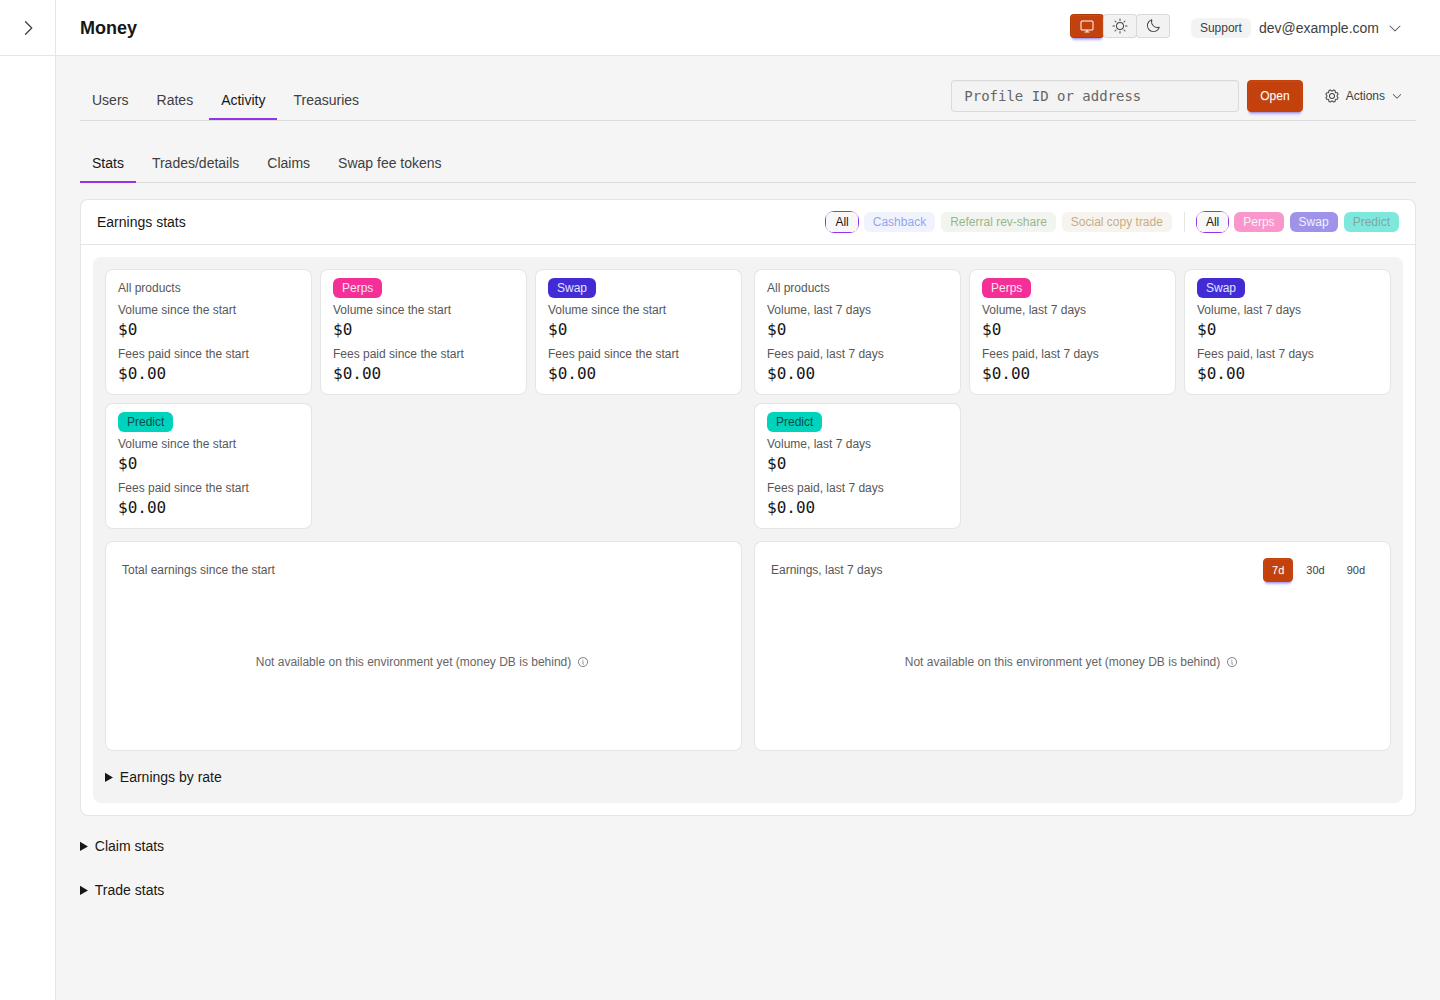 Money
Support dev@example.com
Users Rates Activity Treasuries
Profile ID or address
Open
Actions
Stats Trades/details Claims Swap fee tokens
Earnings stats
All Cashback Referral rev-share Social copy trade
All Perps Swap Predict
All products
Volume since the start
$0
Fees paid since the start
$0.00
Perps
Volume since the start
$0
Fees paid since the start
$0.00
Swap
Volume since the start
$0
Fees paid since the start
$0.00
Predict
Volume since the start
$0
Fees paid since the start
$0.00
All products
Volume, last 7 days
$0
Fees paid, last 7 days
$0.00
Perps
Volume, last 7 days
$0
Fees paid, last 7 days
$0.00
Swap
Volume, last 7 days
$0
Fees paid, last 7 days
$0.00
Predict
Volume, last 7 days
$0
Fees paid, last 7 days
$0.00
Total earnings since the start
Not available on this environment yet (money DB is behind)
Earnings, last 7 days
7d 30d 90d
Not available on this environment yet (money DB is behind)
Earnings by rate
Claim stats
Trade stats